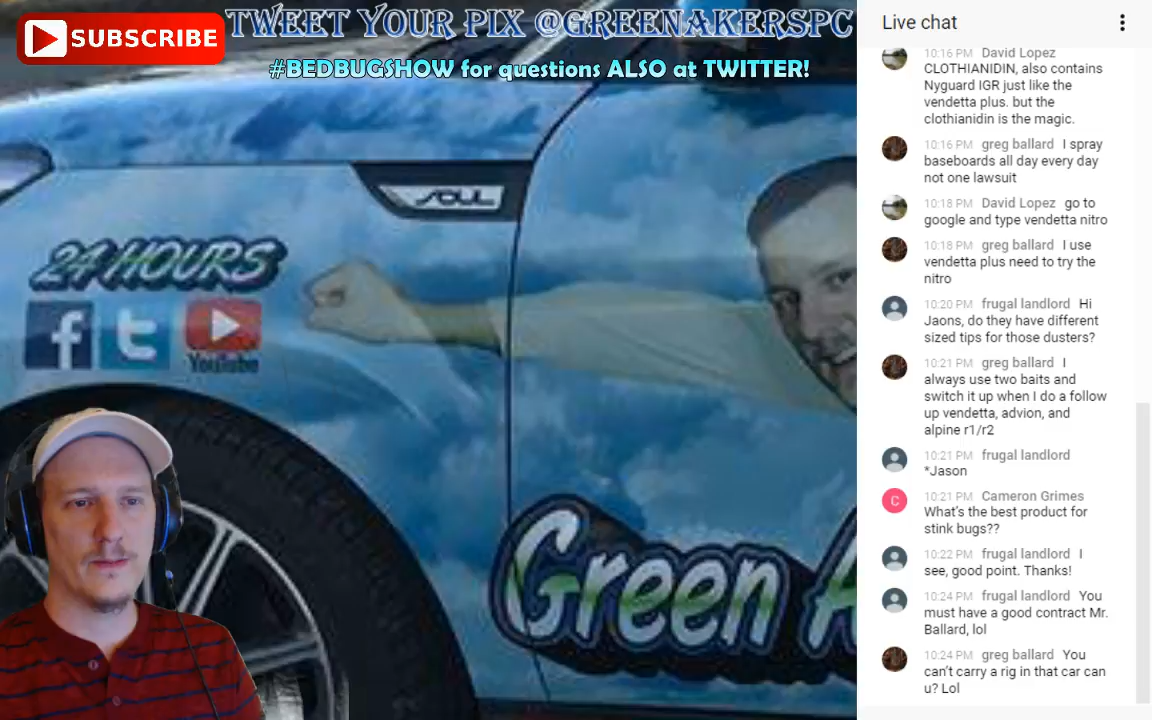 SUBSCRIBE
TWEET YOUR PIX @GREENAKERSPC
#BEDBUGSHOW for questions ALSO at TWITTER!
SOUL
24 HOURS
f t YouTube
Green A
Live chat
10:16 PM David Lopez
CLOTHIANIDIN, also contains
Nyguard IGR just like the
vendetta plus. but the
clothianidin is the magic.
10:16 PM greg ballard I spray
baseboards all day every day
not one lawsuit
10:18 PM David Lopez go to
google and type vendetta nitro
10:18 PM greg ballard I use
vendetta plus need to try the
nitro
10:20 PM frugal landlord Hi
Jaons, do they have different
sized tips for those dusters?
10:21 PM greg ballard I
always use two baits and
switch it up when I do a follow
up vendetta, advion, and
alpine r1/r2
10:21 PM frugal landlord
*Jason
C
10:21 PM Cameron Grimes
What's the best product for
stink bugs??
10:22 PM frugal landlord I
see, good point. Thanks!
10:24 PM frugal landlord You
must have a good contract Mr.
Ballard, lol
10:24 PM greg ballard You
can't carry a rig in that car can
u? Lol